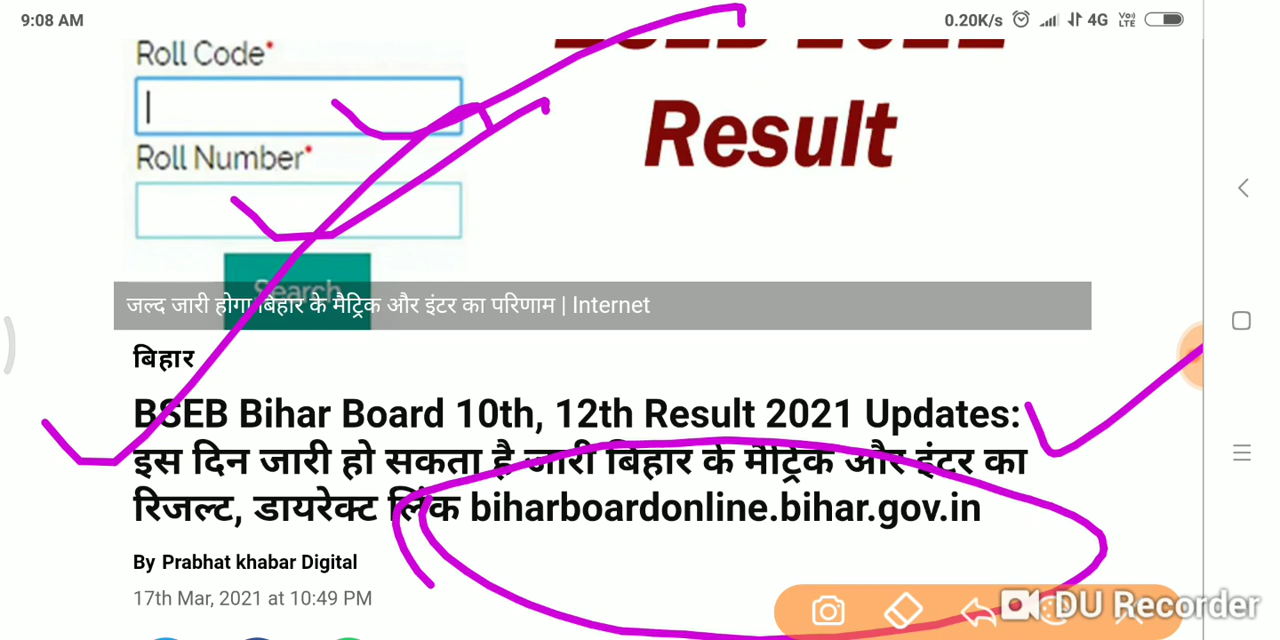 9:08 AM
0.20K/s 4G VoLTE
Roll Code*
Result
Roll Number*
Search
जल्द जारी होगा बिहार के मैट्रिक और इंटर का परिणाम | Internet
बिहार
BSEB Bihar Board 10th, 12th Result 2021 Updates:
इस दिन जारी हो सकता है जारी बिहार के मैट्रिक और इंटर का
रिजल्ट, डायरेक्ट लिंक biharboardonline.bihar.gov.in
By Prabhat khabar Digital
17th Mar, 2021 at 10:49 PM
DU Recorder